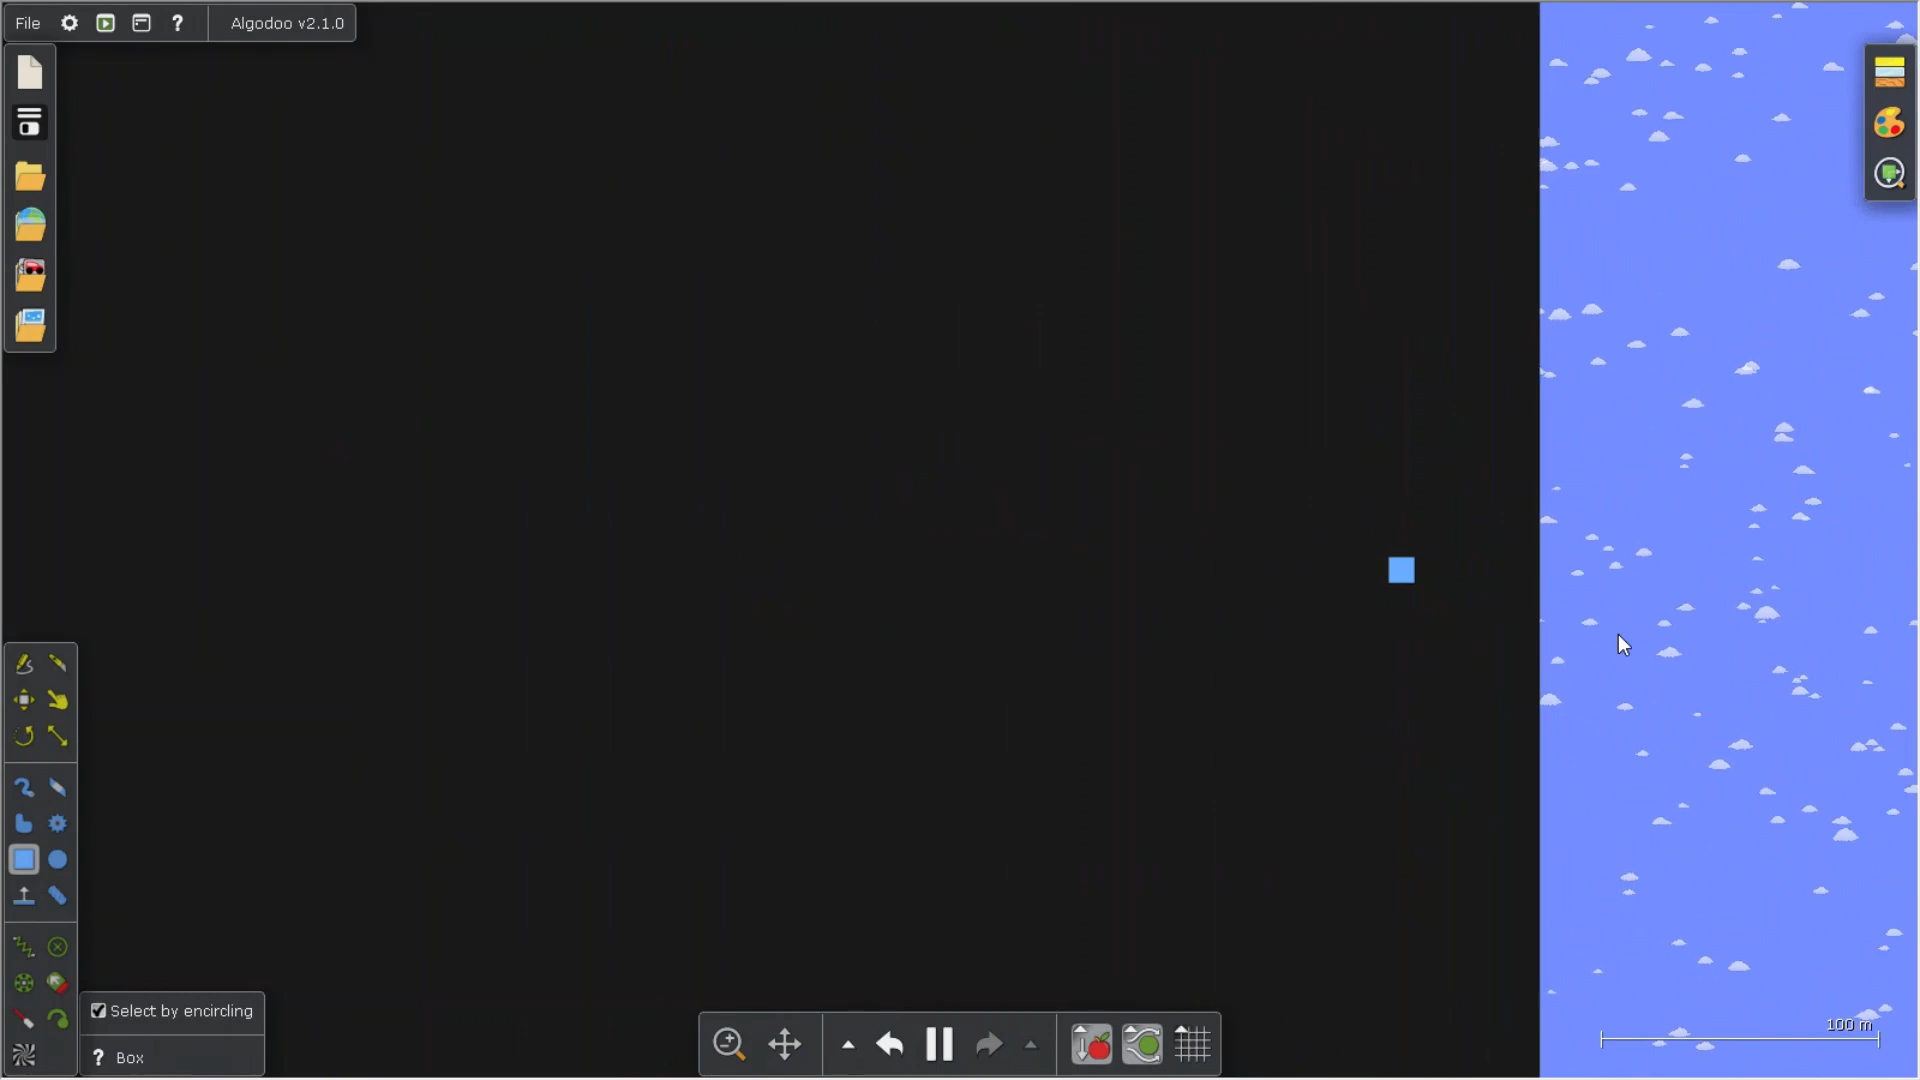 File ? Algodoo v2.1.0
Select by encircling
? Box
100 m